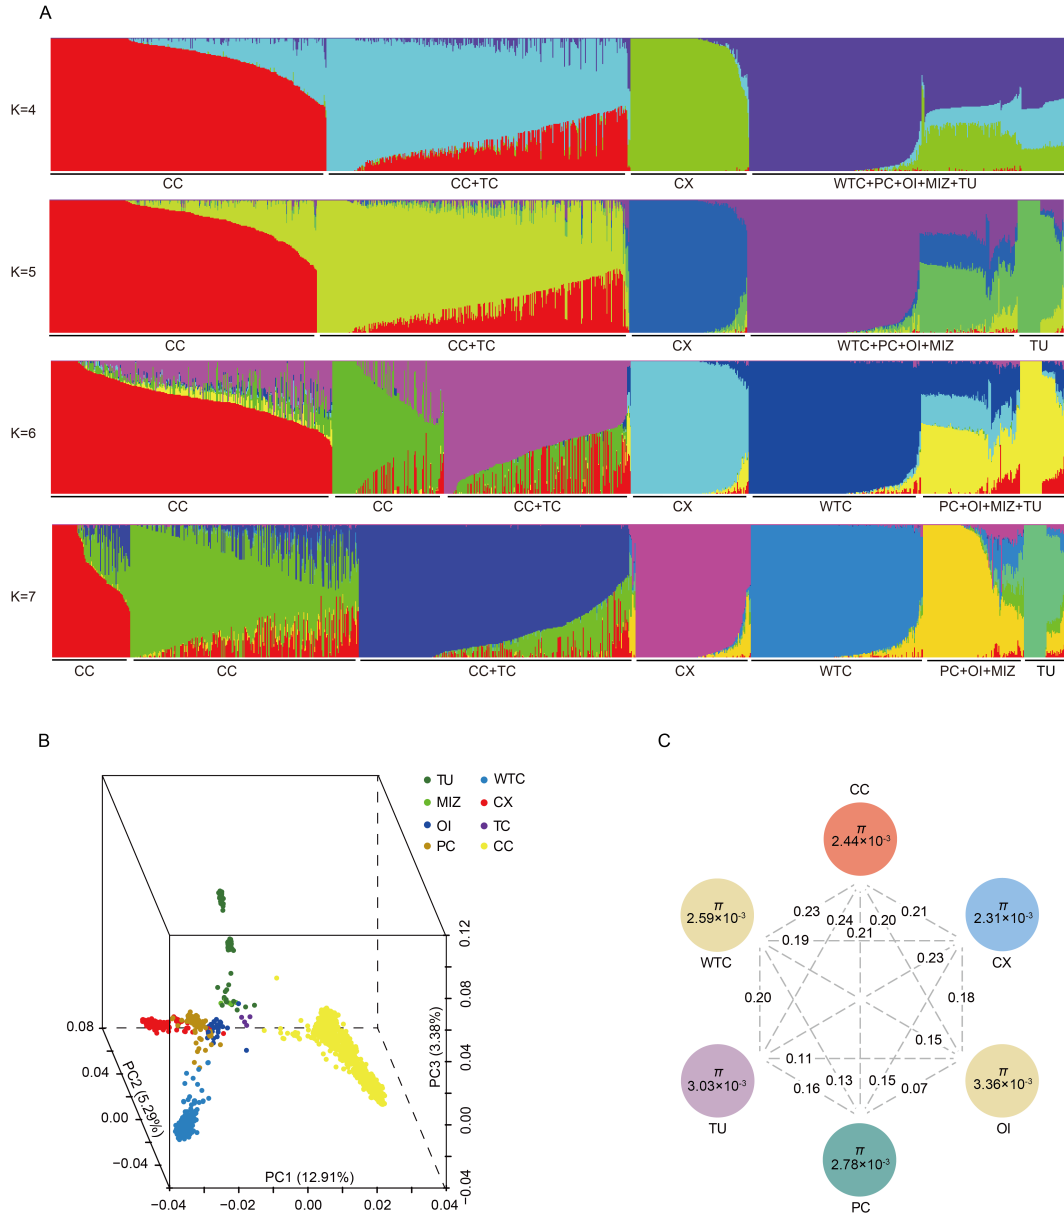 A
K=4
CC CC+TC CX WTC+PC+OI+MIZ+TU
K=5
CC CC+TC CX WTC+PC+OI+MIZ TU
K=6
CC CC CC+TC CX WTC PC+OI+MIZ+TU
K=7
CC CC CC+TC CX WTC PC+OI+MIZ TU
B
TU WTC
MIZ CX
OI TC
PC CC
0.08
0.04
0.00
−0.04
PC2 (5.29%)
0.12
0.08
0.04
0.00
−0.04
PC3 (3.38%)
PC1 (12.91%)
−0.04 −0.02 0.00 0.02 0.04
C
CC
π
2.44×10-3
π
2.59×10-3
WTC
π
2.31×10-3
CX
0.23 0.24 0.20 0.21
0.21
0.19
0.23
0.20 0.18
0.15
0.11
0.16 0.13 0.15 0.07
π
3.03×10-3
TU
π
3.36×10-3
OI
π
2.78×10-3
PC